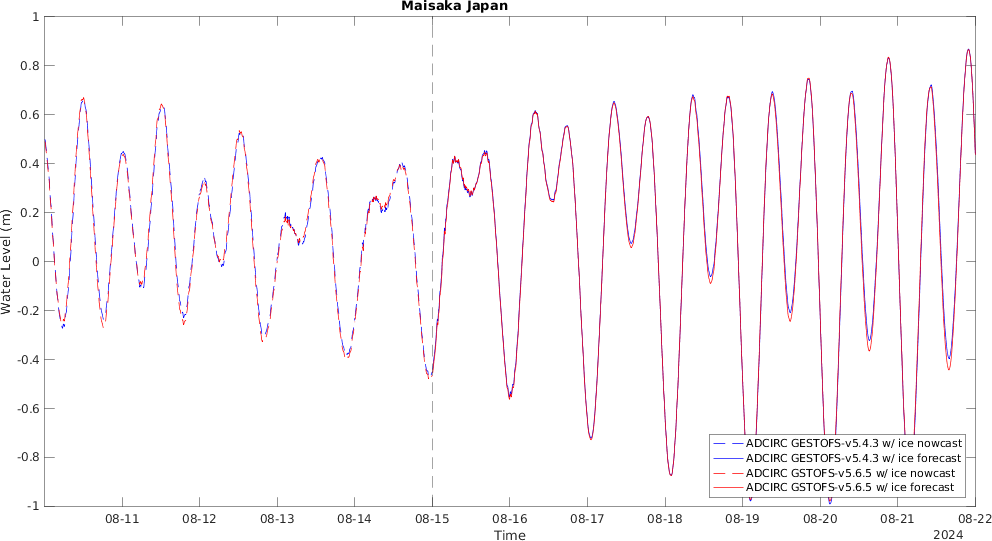 Maisaka Japan
Water Level (m)
1
0.8
0.6
0.4
0.2
0
-0.2
-0.4
-0.6
-0.8
-1
ADCIRC GESTOFS-v5.4.3 w/ ice nowcast
ADCIRC GESTOFS-v5.4.3 w/ ice forecast
ADCIRC GSTOFS-v5.6.5 w/ ice nowcast
ADCIRC GSTOFS-v5.6.5 w/ ice forecast
08-11 08-12 08-13 08-14 08-15 08-16 08-17 08-18 08-19 08-20 08-21 08-22
Time 2024